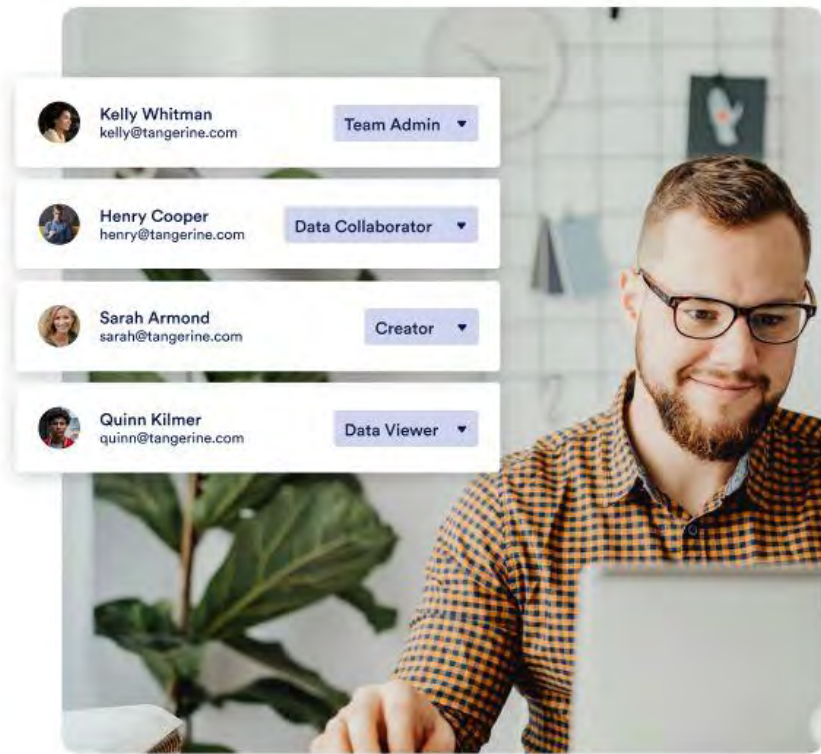 Kelly Whitman
kelly@tangerine.com
Team Admin
Henry Cooper
henry@tangerine.com
Data Collaborator
Sarah Armond
sarah@tangerine.com
Creator
Quinn Kilmer
quinn@tangerine.com
Data Viewer